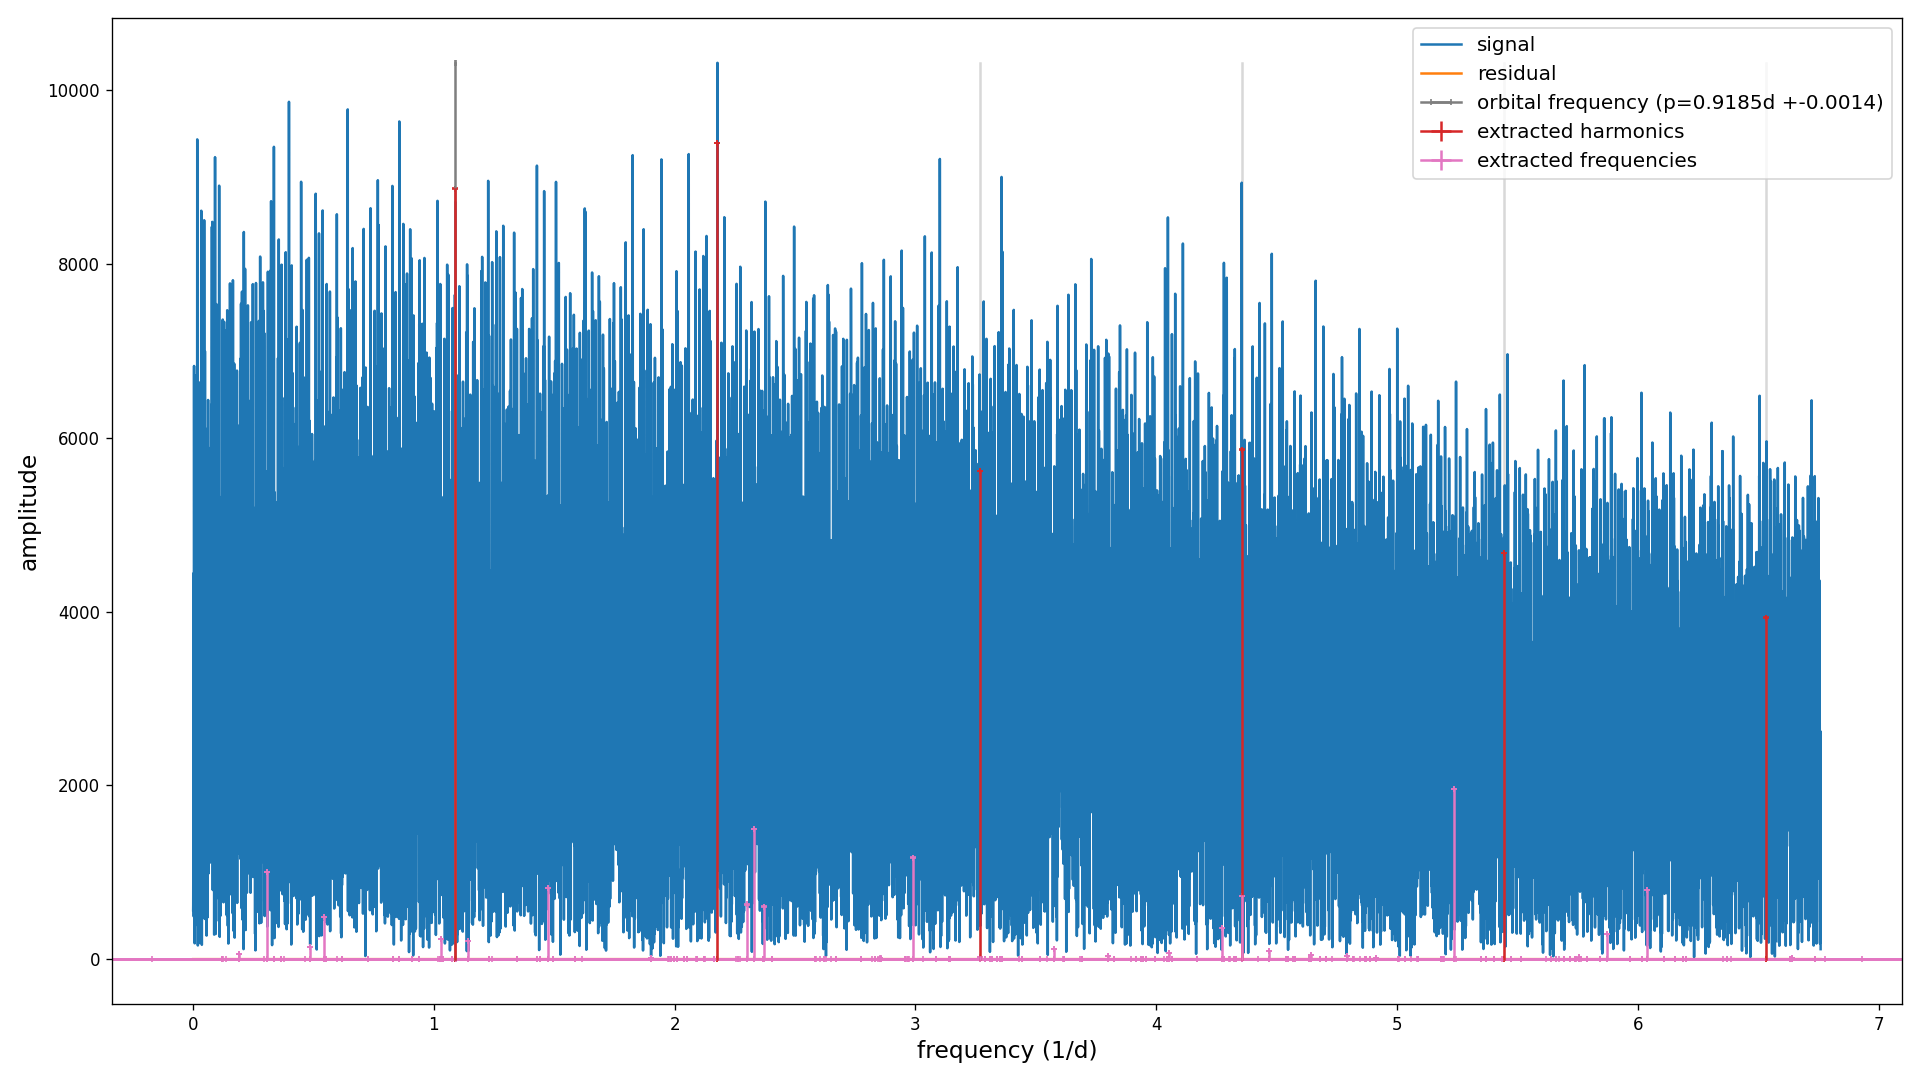 signal
residual
orbital frequency (p=0.9185d +-0.0014)
extracted harmonics
extracted frequencies
amplitude
10000
8000
6000
4000
2000
0
0 1 2 3 4 5 6 7
frequency (1/d)